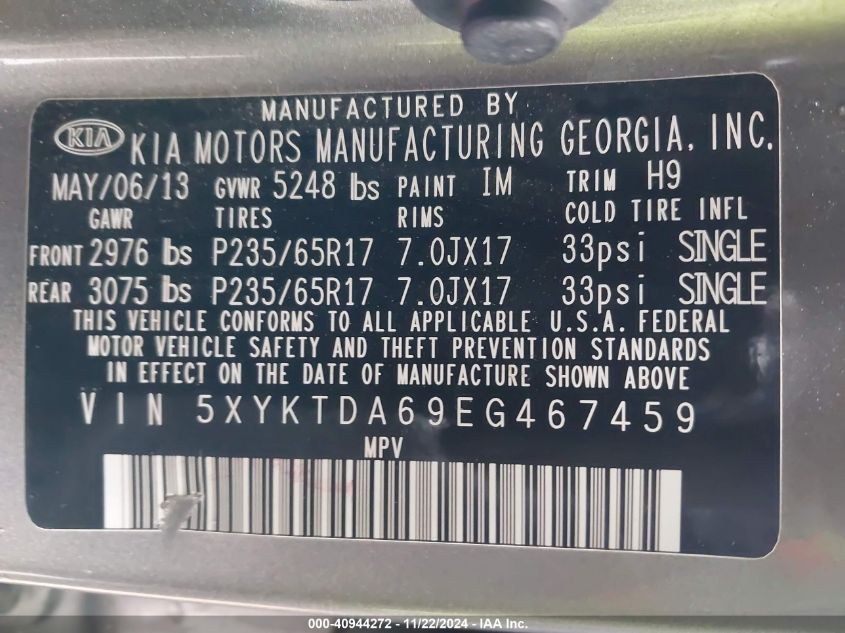 MANUFACTURED BY
KIA KIA MOTORS MANUFACTURING GEORGIA, INC.
MAY/06/13 GVWR 5248 lbs PAINT IM TRIM H9
GAWR TIRES RIMS COLD TIRE INFL
FRONT 2976 lbs P235/65R17 7.0JX17 33psi SINGLE
REAR 3075 lbs P235/65R17 7.0JX17 33psi SINGLE
THIS VEHICLE CONFORMS TO ALL APPLICABLE U.S.A. FEDERAL
MOTOR VEHICLE SAFETY AND THEFT PREVENTION STANDARDS
IN EFFECT ON THE DATE OF MANUFACTURE SHOWN ABOVE
VIN 5XYKTDA69EG467459
MPV
000-40944272 - 11/22/2024 - IAA Inc.